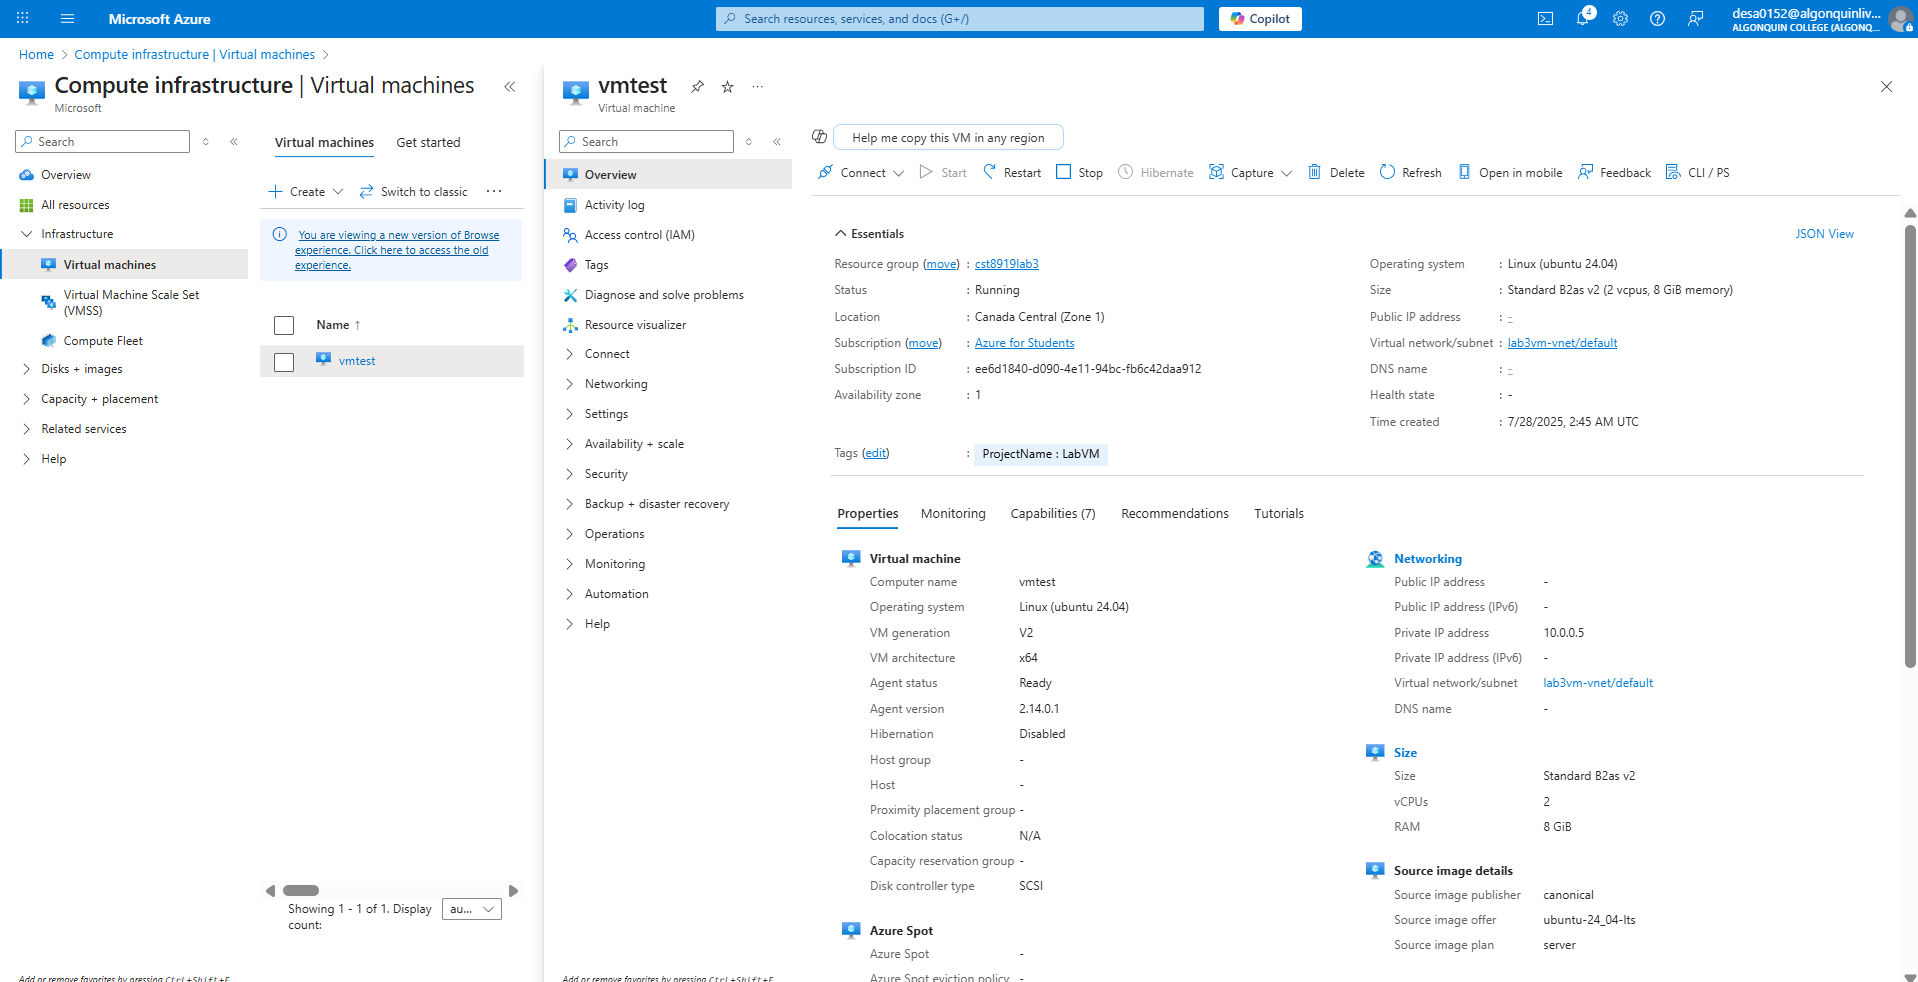 Microsoft Azure
Search resources, services, and docs (G+/)
Copilot
4
desa0152@algonquinliv...
ALGONQUIN COLLEGE (ALGONQ...
Home > Compute infrastructure | Virtual machines >
Compute infrastructure | Virtual machines
Microsoft
Search
Overview
All resources
Infrastructure
Virtual machines
Virtual Machine Scale Set
(VMSS)
Compute Fleet
Disks + images
Capacity + placement
Related services
Help
Add or remove favorites by pressing Ctrl+Shift+F
Virtual machines
Get started
Create
Switch to classic
...
You are viewing a new version of Browse
experience. Click here to access the old
experience.
Name ↑
vmtest
Showing 1 - 1 of 1. Display
count:
au...
vmtest
Virtual machine
Search
Overview
Activity log
Access control (IAM)
Tags
Diagnose and solve problems
Resource visualizer
Connect
Networking
Settings
Availability + scale
Security
Backup + disaster recovery
Operations
Monitoring
Automation
Help
Add or remove favorites by pressing Ctrl+Shift+F
Help me copy this VM in any region
Connect
Start
Restart
Stop
Hibernate
Capture
Delete
Refresh
Open in mobile
Feedback
CLI / PS
Essentials
JSON View
Resource group (move) : cst8919lab3
Status : Running
Location : Canada Central (Zone 1)
Subscription (move) : Azure for Students
Subscription ID : ee6d1840-d090-4e11-94bc-fb6c42daa912
Availability zone : 1
Operating system : Linux (ubuntu 24.04)
Size : Standard B2as v2 (2 vcpus, 8 GiB memory)
Public IP address : -
Virtual network/subnet : lab3vm-vnet/default
DNS name : -
Health state : -
Time created : 7/28/2025, 2:45 AM UTC
Tags (edit) : ProjectName : LabVM
Properties
Monitoring
Capabilities (7)
Recommendations
Tutorials
Virtual machine
Computer name vmtest
Operating system Linux (ubuntu 24.04)
VM generation V2
VM architecture x64
Agent status Ready
Agent version 2.14.0.1
Hibernation Disabled
Host group -
Host -
Proximity placement group -
Colocation status N/A
Capacity reservation group -
Disk controller type SCSI
Azure Spot
Azure Spot -
Azure Spot eviction policy -
Networking
Public IP address -
Public IP address (IPv6) -
Private IP address 10.0.0.5
Private IP address (IPv6) -
Virtual network/subnet lab3vm-vnet/default
DNS name -
Size
Size Standard B2as v2
vCPUs 2
RAM 8 GiB
Source image details
Source image publisher canonical
Source image offer ubuntu-24_04-lts
Source image plan server